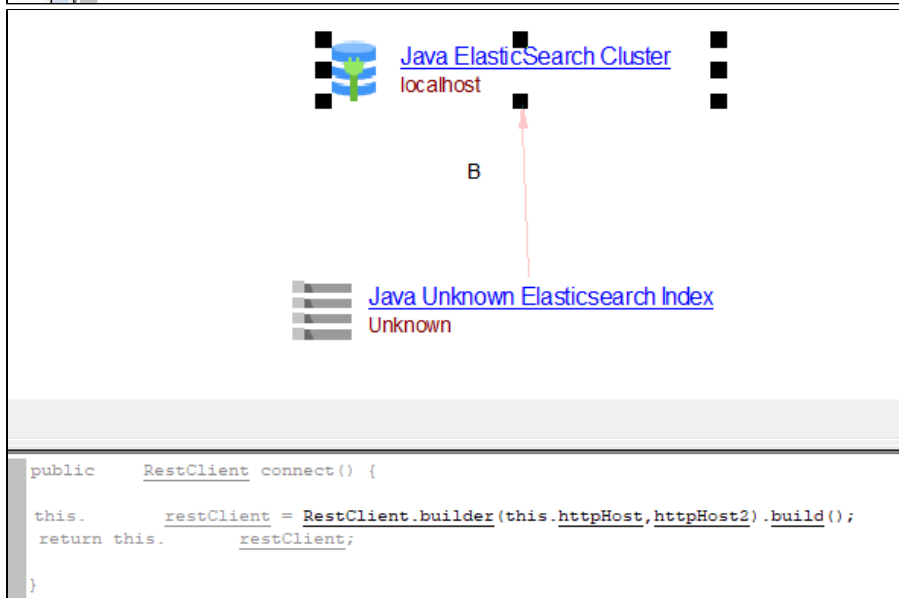 Java ElasticSearch Cluster
localhost
B
Java Unknown Elasticsearch Index
Unknown
public RestClient connect() {
this. restClient = RestClient.builder(this.httpHost,httpHost2).build();
return this. restClient;
}